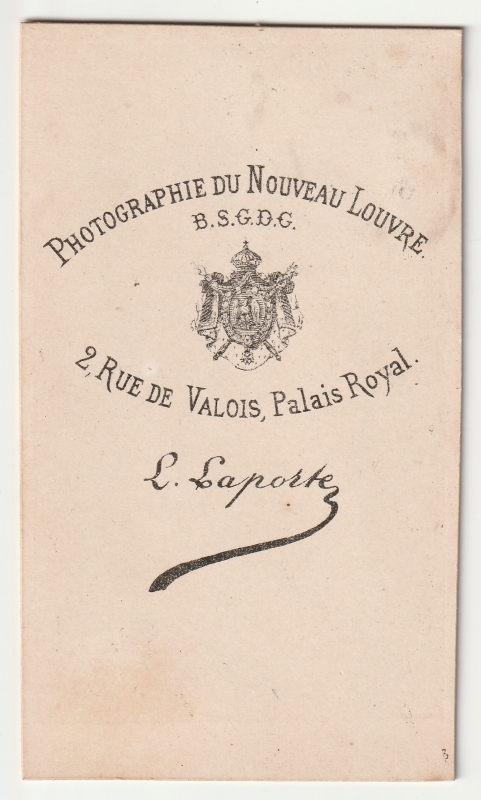 PHOTOGRAPHIE DU NOUVEAU LOUVRE.
B.S.G.D.G.
2, RUE DE VALOIS, Palais Royal.
L. Laporte